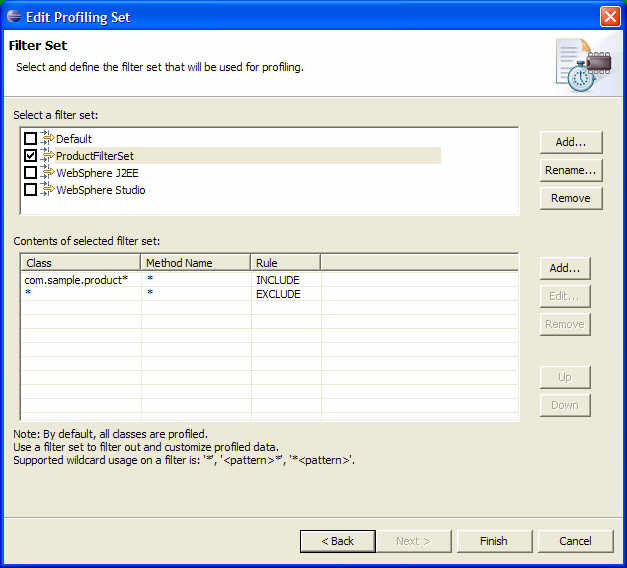 Edit Profiling Set
Filter Set
Select and define the filter set that will be used for profiling.
Select a filter set:
Default
ProductFilterSet
WebSphere J2EE
WebSphere Studio
Add...
Rename...
Remove
Contents of selected filter set:
Class Method Name Rule
com.sample.product* * INCLUDE
* * EXCLUDE
Add...
Edit...
Remove
Up
Down
Note: By default, all classes are profiled.
Use a filter set to filter out and customize profiled data.
Supported wildcard usage on a filter is: '*', '<pattern>*', '*<pattern>'.
< Back Next > Finish Cancel